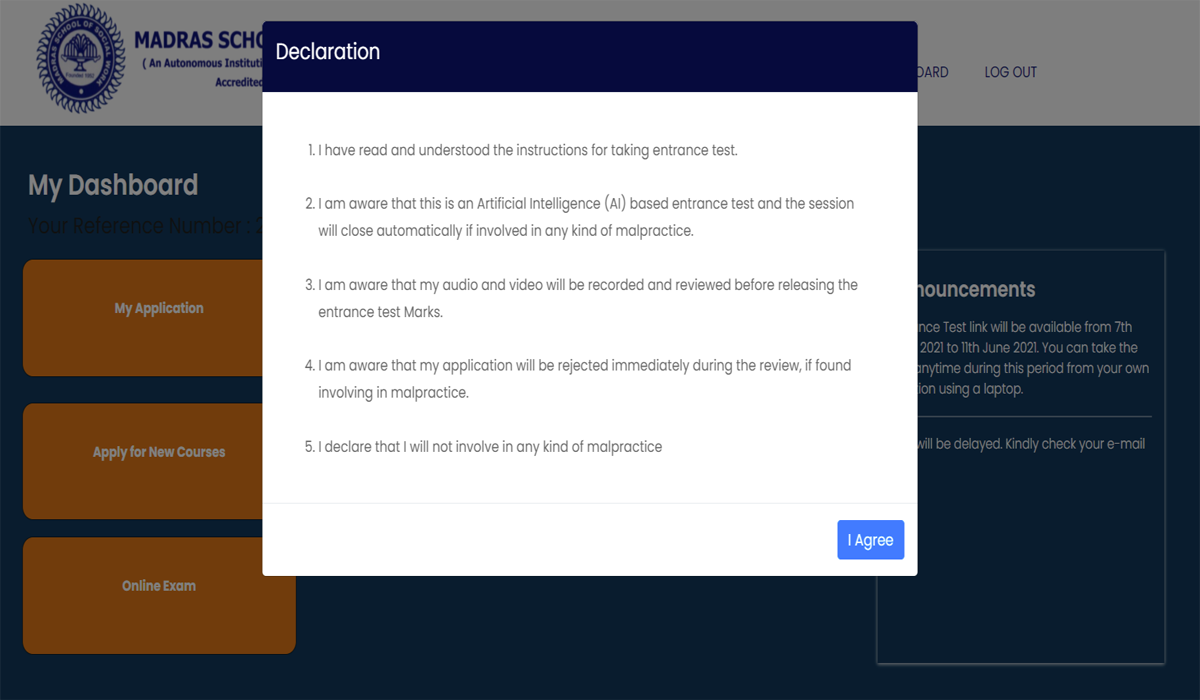 MADRAS SCHOOL OF SOCIAL WORK
Founder 1952
MADRAS
( An Autonomous
Accredited
LOG OUT
Declaration
1. I have read and understood the instructions for taking entrance test.
2. I am aware that this is an Artificial Intelligence (AI) based entrance test and the session
will close automatically if involved in any kind of malpractice.
3. I am aware that my audio and video will be recorded and reviewed before releasing the
entrance test Marks.
4. I am aware that my application will be rejected immediately during the review, if found
involving in malpractice.
5. I declare that I will not involve in any kind of malpractice
I Agree
My Dashboard
Your Reference Number : 2
My Application
Apply for New Courses
Online Exam
nouncements
nce Test link will be available from 7th
2021 to 11th June 2021. You can take the
anytime during this period from your own
ion using a laptop.
will be delayed. Kindly check your e-mail